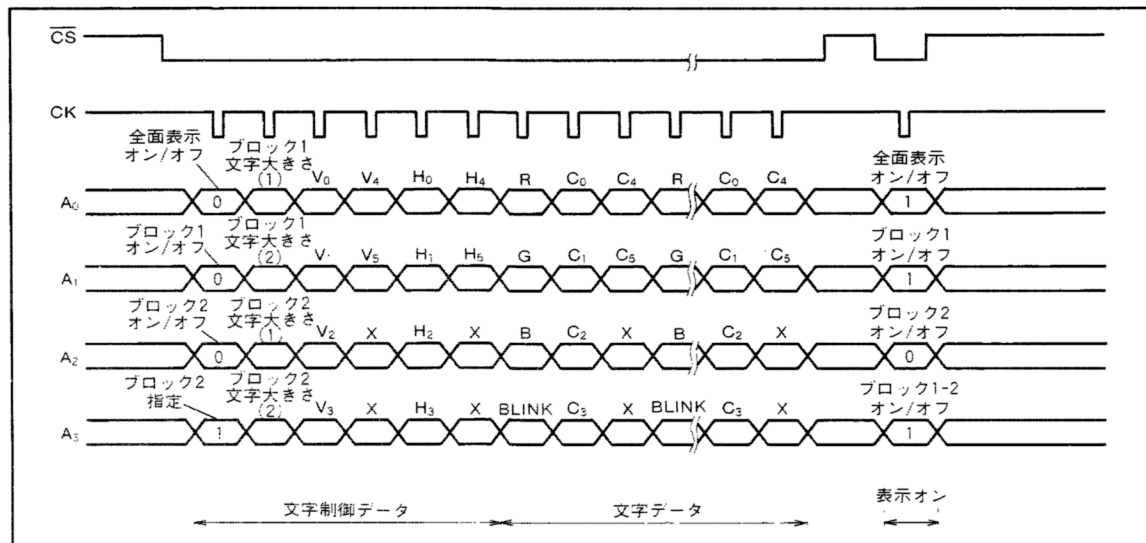 CS
CK
全面表示
オン/オフ
ブロック1
文字大きさ
(1)
V0 V4 H0 H4 R C0 C4 R C0 C4
全面表示
オン/オフ
A0
0
1
ブロック1
オン/オフ
ブロック1
文字大きさ
(2)
V5 H1 H5 G C1 C5 G C1 C5
ブロック1
オン/オフ
A1
0
1
ブロック2
オン/オフ
ブロック2
文字大きさ
(1)
V2 X H2 X B C2 X B C2 X
ブロック2
オン/オフ
A2
0
0
ブロック2
指定
ブロック2
文字大きさ
(2)
V3 X H3 X BLINK C3 X BLINK C3 X
ブロック1-2
オン/オフ
A3
1
1
文字制御データ
文字データ
表示オン